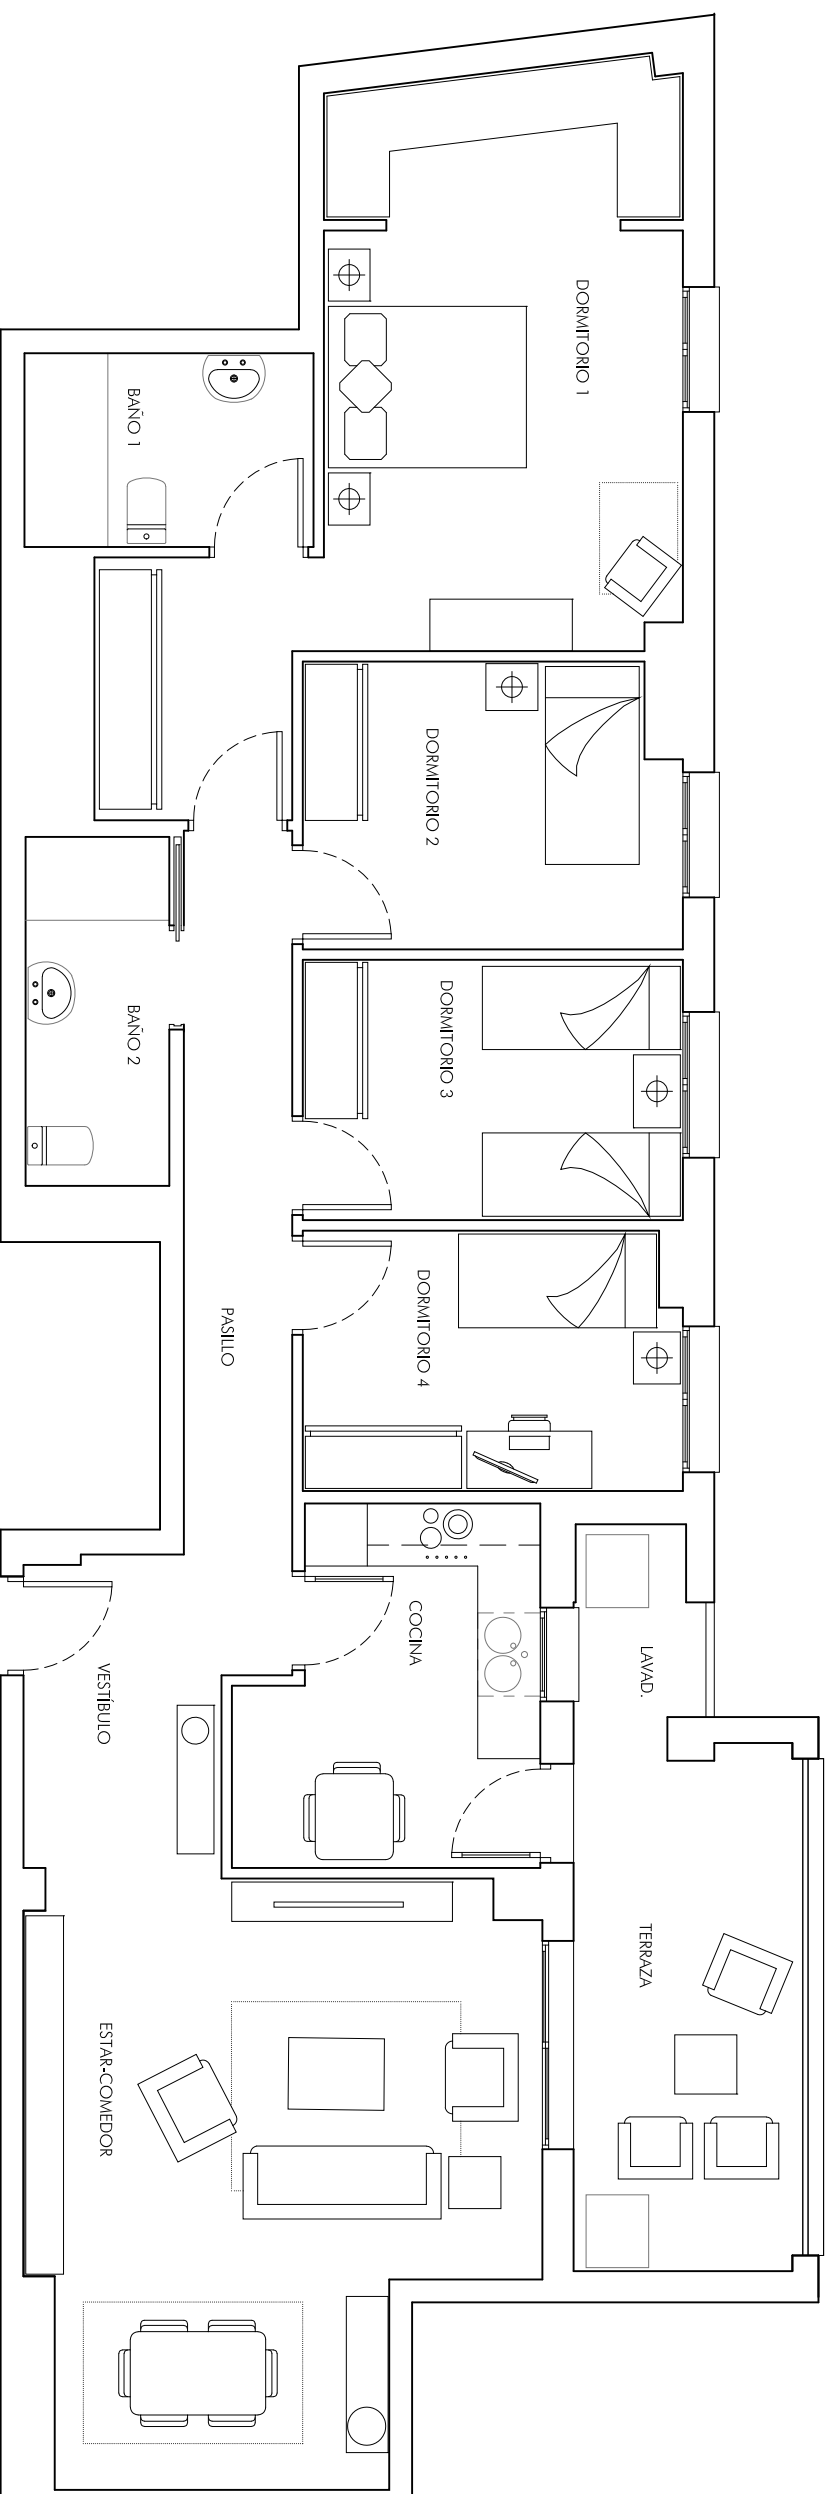 DORMITORIO 1
BAÑO 1
DORMITORIO 2
DORMITORIO 3
BAÑO 2
DORMITORIO 4
PASILLO
COCINA
LAVAD.
VESTÍBULO
TERRAZA
ESTAR-COMEDOR